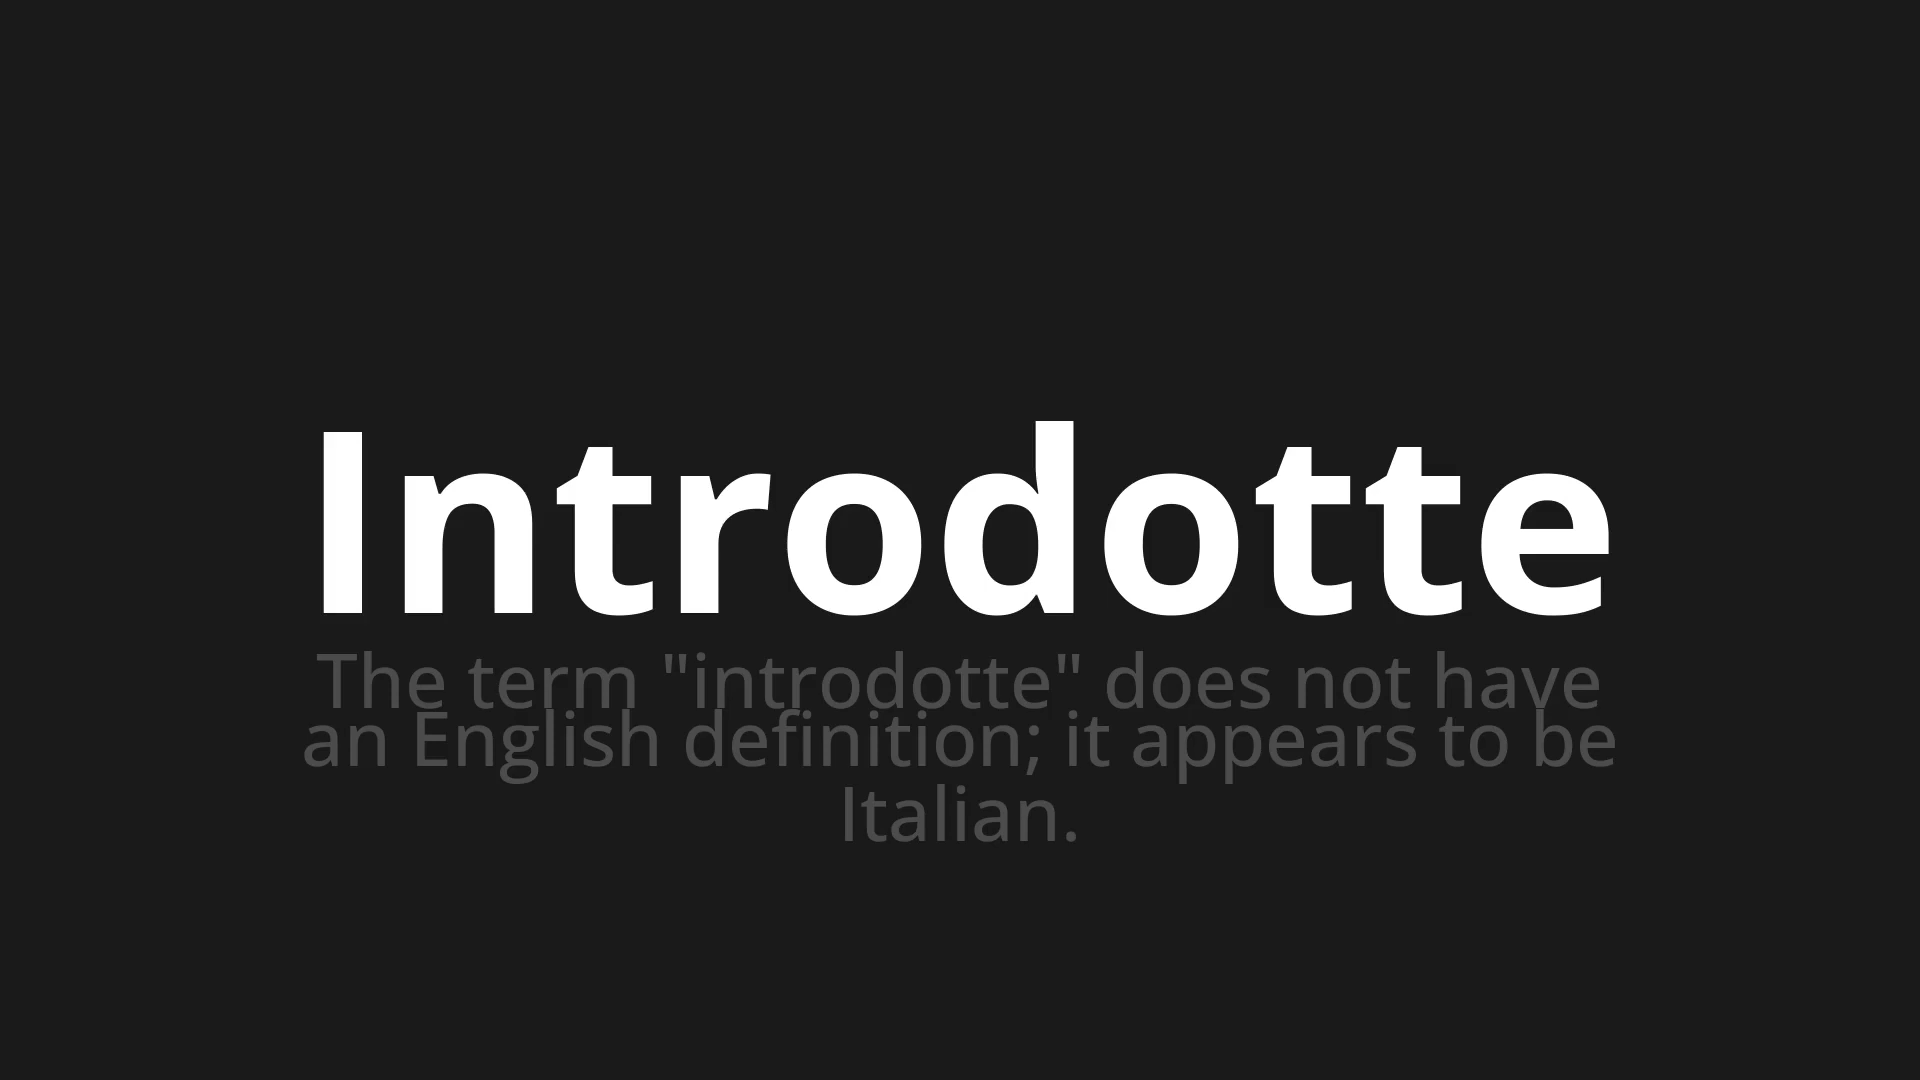 Introdotte
The term "introdotte" does not have
an English definition; it appears to be
Italian.